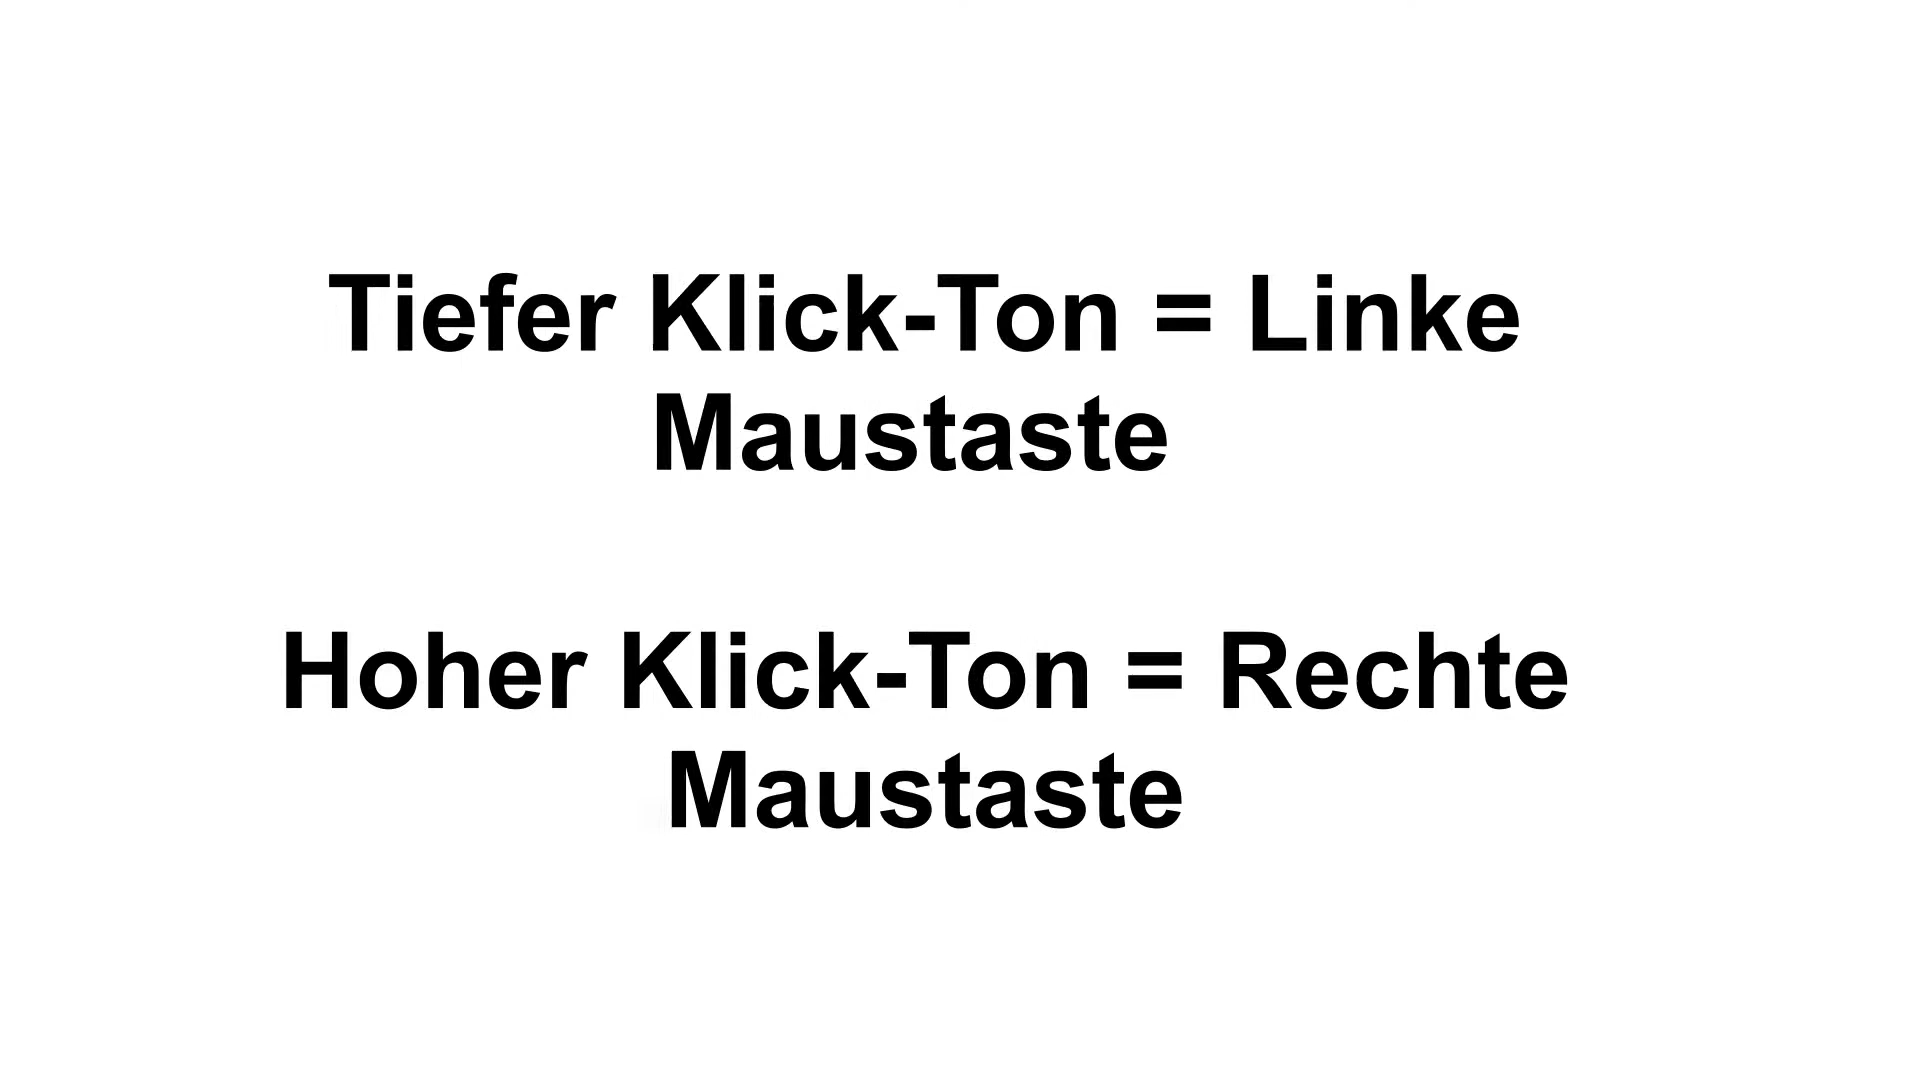 Tiefer Klick-Ton = Linke
Maustaste
Hoher Klick-Ton = Rechte
Maustaste